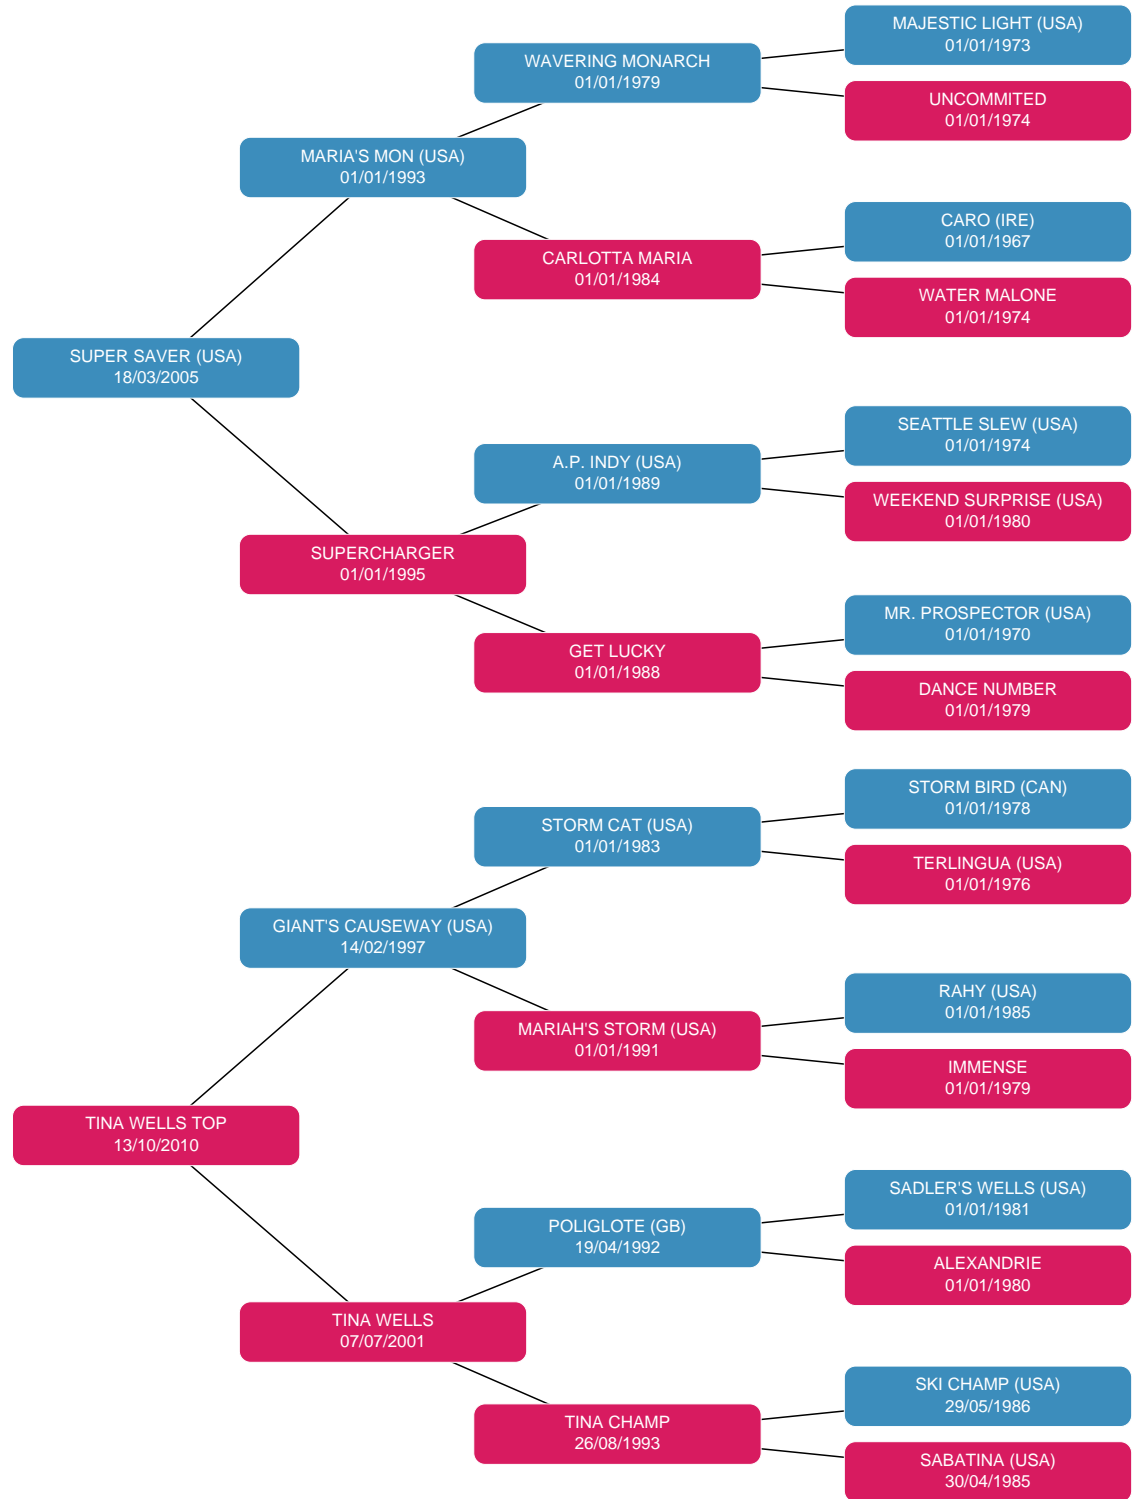 MAJESTIC LIGHT (USA)
01/01/1973
WAVERING MONARCH
01/01/1979
UNCOMMITED
01/01/1974
MARIA'S MON (USA)
01/01/1993
CARO (IRE)
01/01/1967
CARLOTTA MARIA
01/01/1984
WATER MALONE
01/01/1974
SUPER SAVER (USA)
18/03/2005
SEATTLE SLEW (USA)
01/01/1974
A.P. INDY (USA)
01/01/1989
WEEKEND SURPRISE (USA)
01/01/1980
SUPERCHARGER
01/01/1995
MR. PROSPECTOR (USA)
01/01/1970
GET LUCKY
01/01/1988
DANCE NUMBER
01/01/1979
STORM BIRD (CAN)
01/01/1978
STORM CAT (USA)
01/01/1983
TERLINGUA (USA)
01/01/1976
GIANT'S CAUSEWAY (USA)
14/02/1997
RAHY (USA)
01/01/1985
MARIAH'S STORM (USA)
01/01/1991
IMMENSE
01/01/1979
TINA WELLS TOP
13/10/2010
SADLER'S WELLS (USA)
01/01/1981
POLIGLOTE (GB)
19/04/1992
ALEXANDRIE
01/01/1980
TINA WELLS
07/07/2001
SKI CHAMP (USA)
29/05/1986
TINA CHAMP
26/08/1993
SABATINA (USA)
30/04/1985